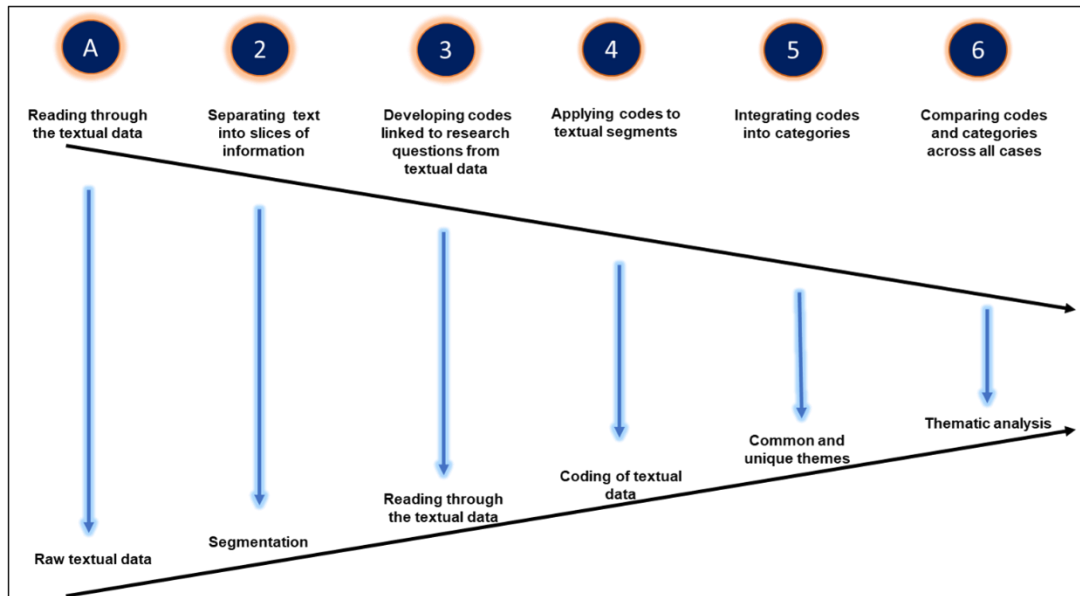 A
2
3
4
5
6
Reading through
the textual data
Separating text
into slices of
information
Developing codes
linked to research
questions from
textual data
Applying codes to
textual segments
Integrating codes
into categories
Comparing codes
and categories
across all cases
Raw textual data
Segmentation
Reading through
the textual data
Coding of textual
data
Common and
unique themes
Thematic analysis